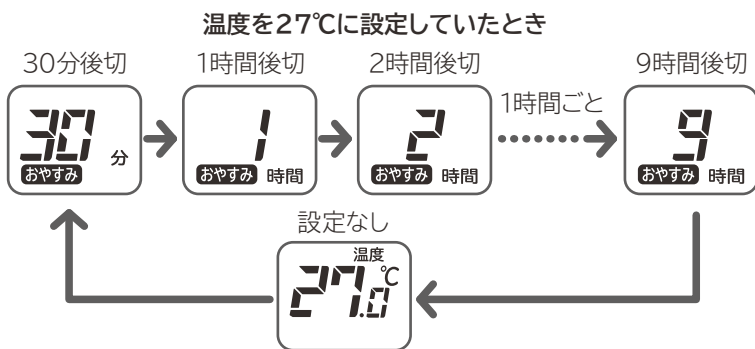 温度を27℃に設定していたとき
30分後切
1時間後切
2時間後切
9時間後切
30
分
おやすみ
1
おやすみ 時間
2
おやすみ 時間
1時間ごと
9
おやすみ 時間
設定なし
温度
27.0℃